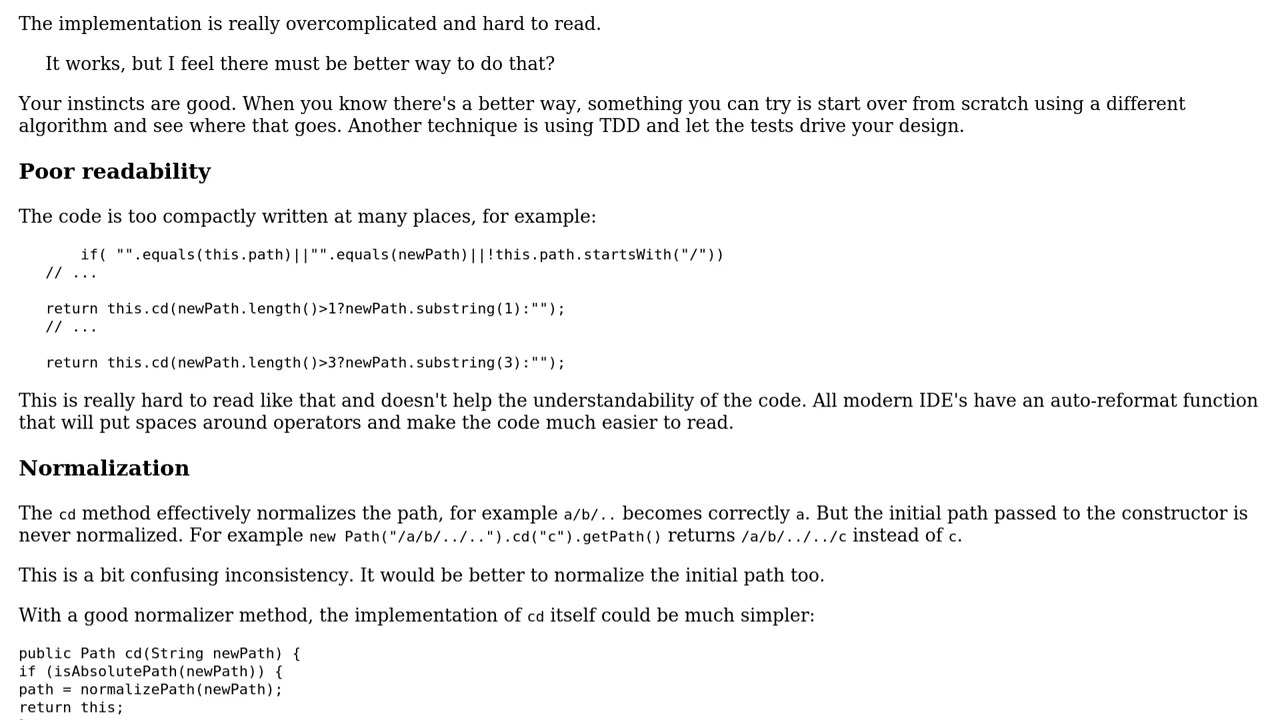 The implementation is really overcomplicated and hard to read.
It works, but I feel there must be better way to do that?
Your instincts are good. When you know there's a better way, something you can try is start over from scratch using a different
algorithm and see where that goes. Another technique is using TDD and let the tests drive your design.
Poor readability
The code is too compactly written at many places, for example:
if( "".equals(this.path)||"".equals(newPath)||!this.path.startsWith("/"))
// ...
return this.cd(newPath.length()>1?newPath.substring(1):"");
// ...
return this.cd(newPath.length()>3?newPath.substring(3):"");
This is really hard to read like that and doesn't help the understandability of the code. All modern IDE's have an auto-reformat function
that will put spaces around operators and make the code much easier to read.
Normalization
The cd method effectively normalizes the path, for example a/b/.. becomes correctly a. But the initial path passed to the constructor is
never normalized. For example new Path("/a/b/../..").cd("c").getPath() returns /a/b/../../c instead of c.
This is a bit confusing inconsistency. It would be better to normalize the initial path too.
With a good normalizer method, the implementation of cd itself could be much simpler:
public Path cd(String newPath) {
if (isAbsolutePath(newPath)) {
path = normalizePath(newPath);
return this;